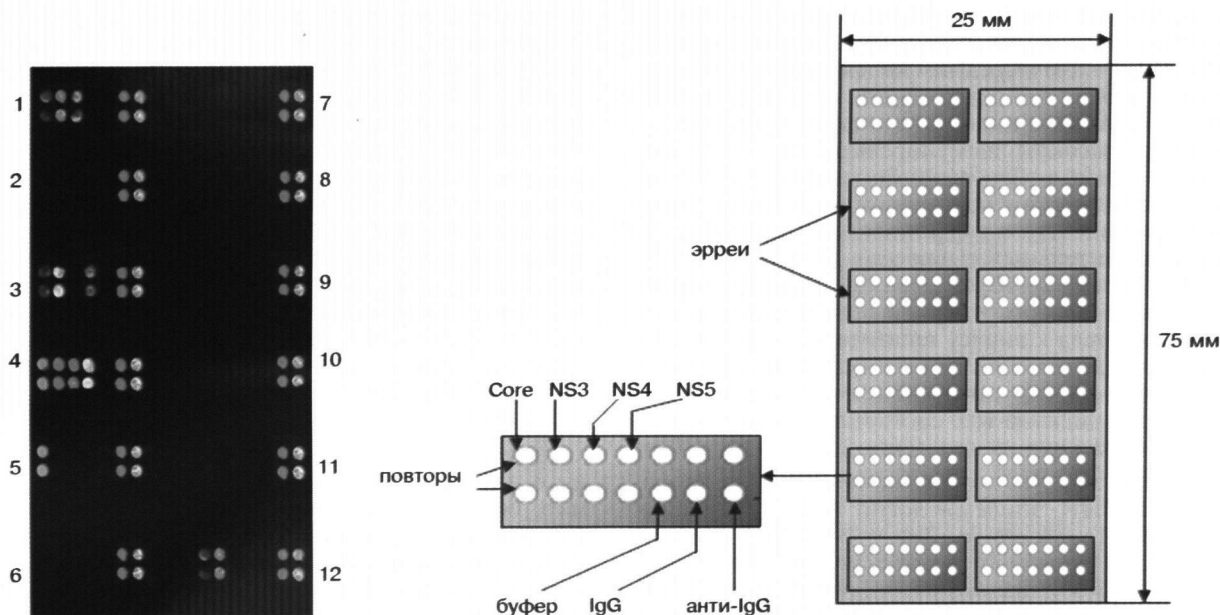 25 мм
1
7
2
8
эрреи
3
9
75 мм
4
10
Core NS3 NS4 NS5
5
11
повторы
6
12
буфер IgG анти-IgG